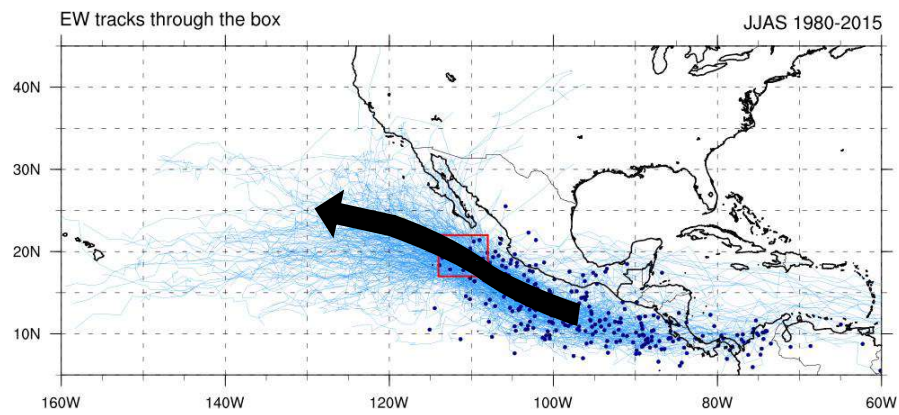 EW tracks through the box
JJAS 1980-2015
40N
30N
20N
10N
160W
140W
120W
100W
80W
60W